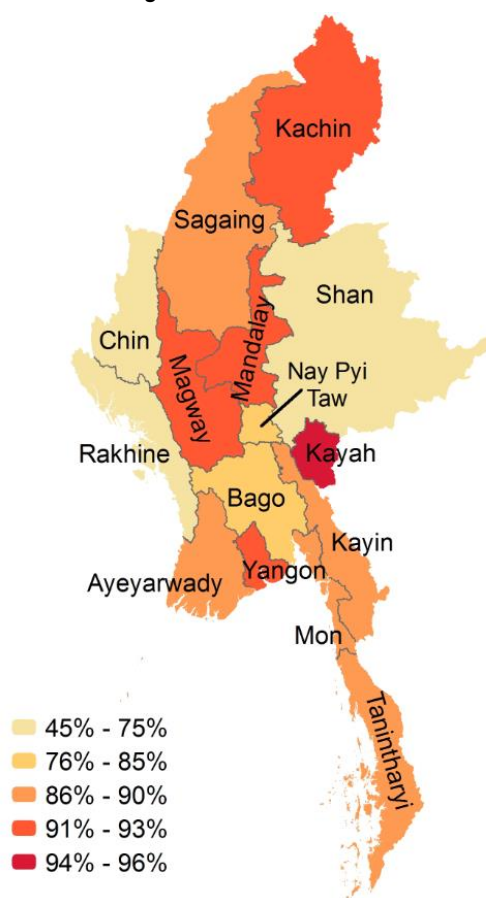 Kachin
Sagaing
Shan
Chin
Mandalay
Magway
Nay Pyi
Taw
Rakhine
Kayah
Bago
Kayin
Ayeyarwady
Yangon
Mon
Tanintharyi
45% - 75%
76% - 85%
86% - 90%
91% - 93%
94% - 96%